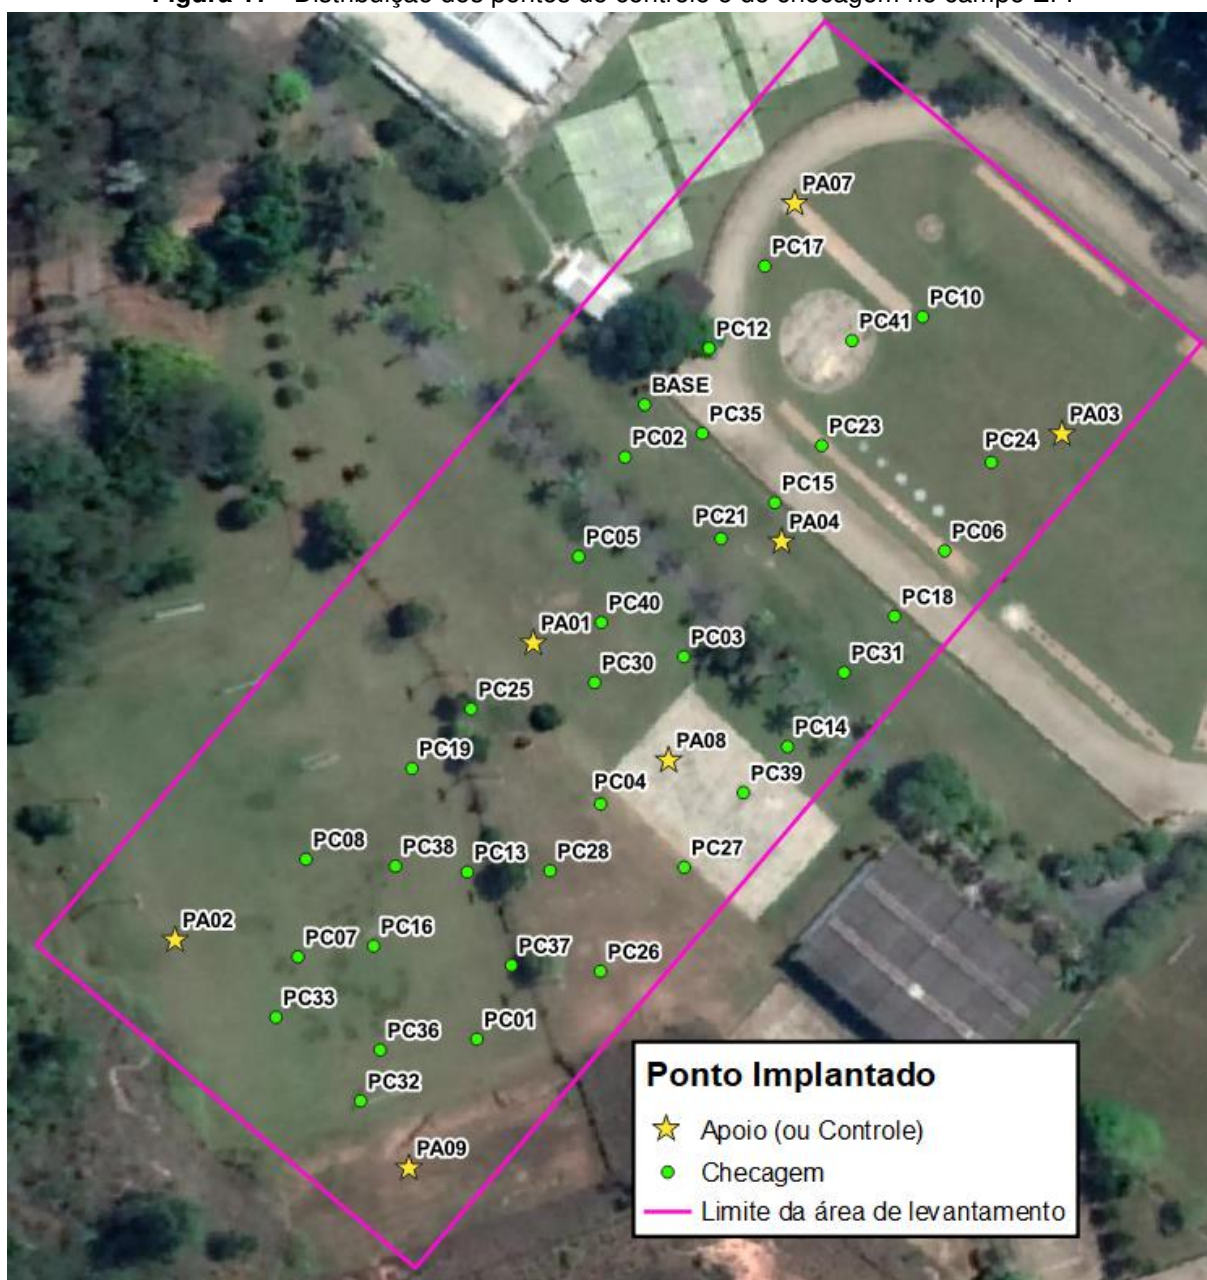 Figura Distribuição dos pontos de controle e de checagem no campo
PA07
PC17
PC10
PC41
PC12
BASE
PC35
PA03
PC23
PC02
PC24
PC15
PA04
PC21
PC06
PC05
PC18
PC40
PA01
PC03
PC31
PC30
PC25
PC14
PA08
PC19
PC39
PC04
PC08
PC38
PC13
PC28
PC27
PA02
PC16
PC07
PC37
PC26
PC33
PC01
PC36
PC32
PA09
Ponto Implantado
Apoio (ou Controle)
Checagem
Limite da área de levantamento